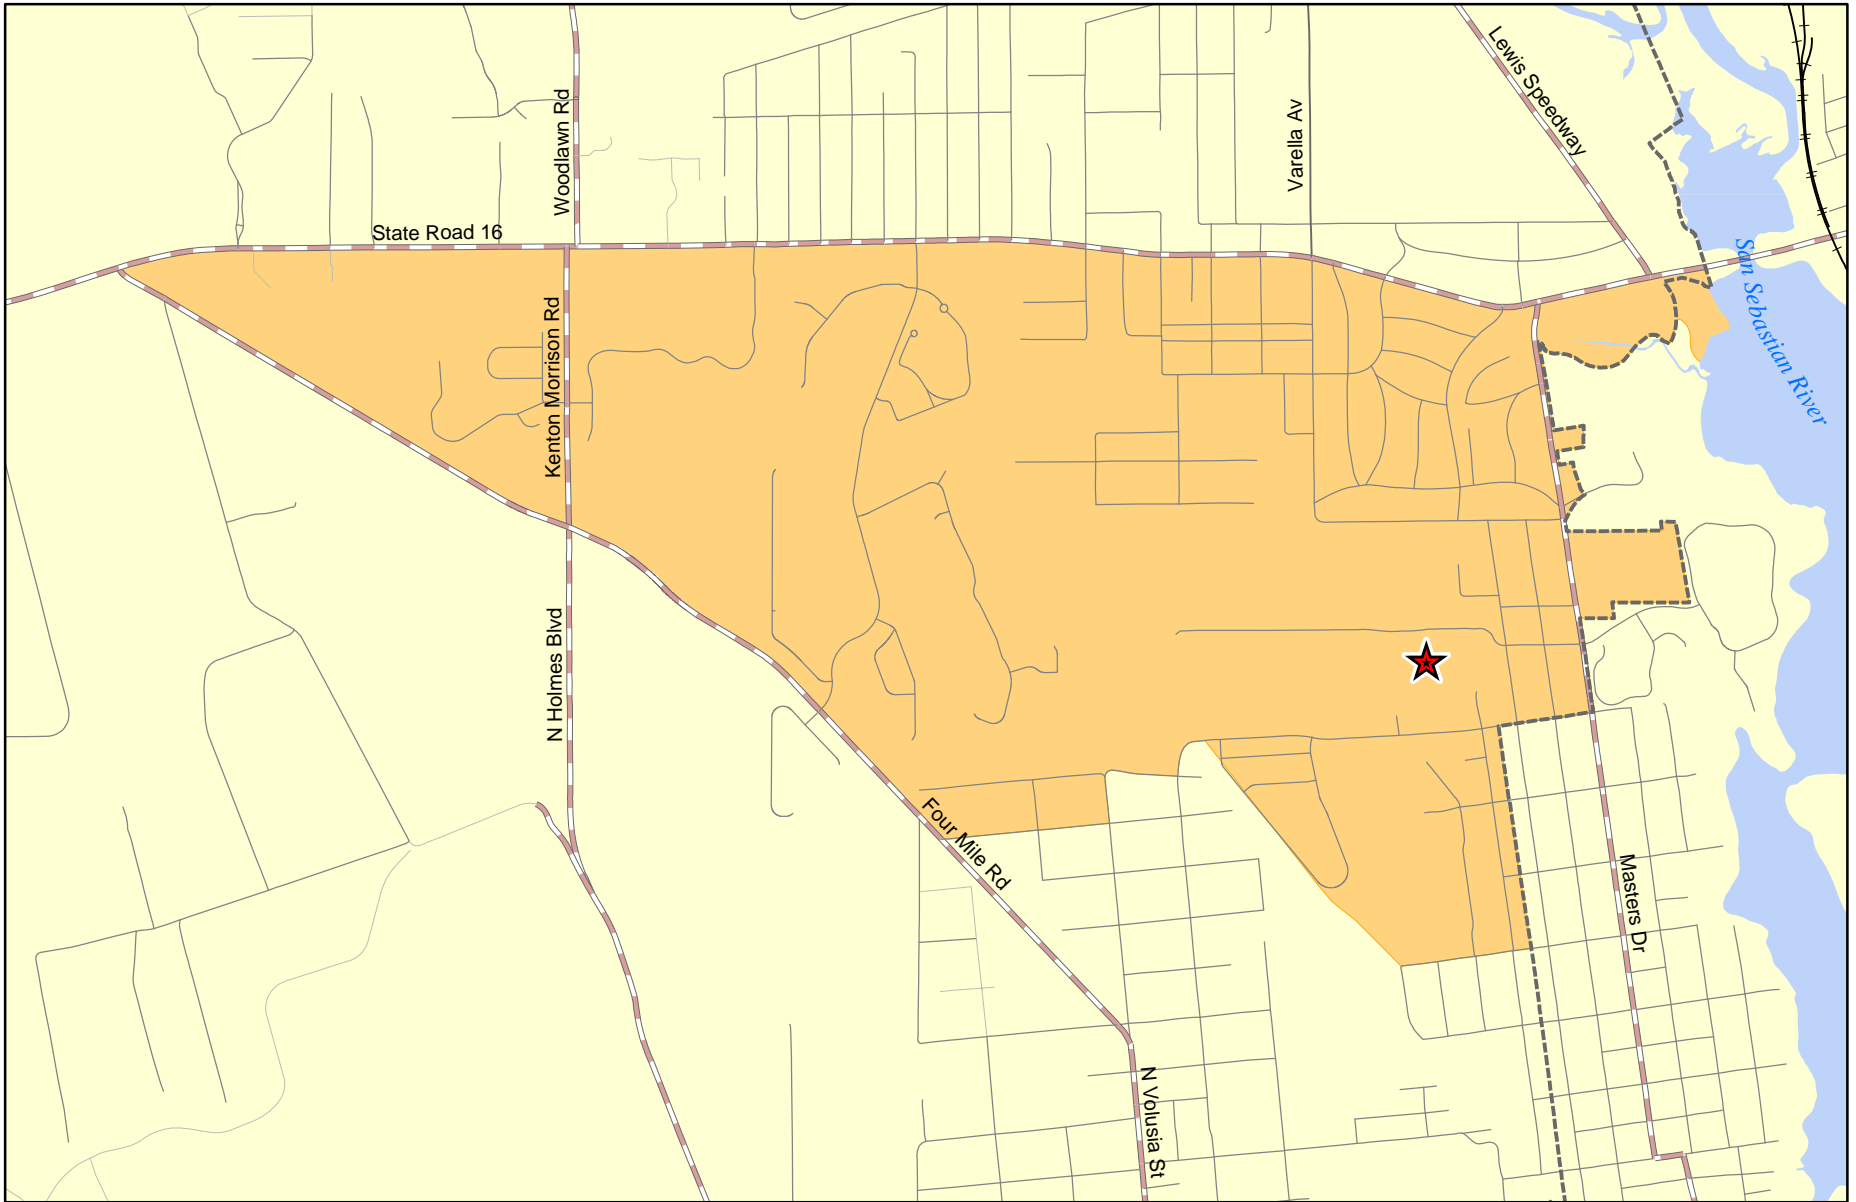 Lewis Speedway
Woodlawn Rd
Varella Av
State Road 16
San Sebastian River
Kenton Morrison Rd
N Holmes Blvd
Four Mile Rd
Masters Dr
N Volusia St